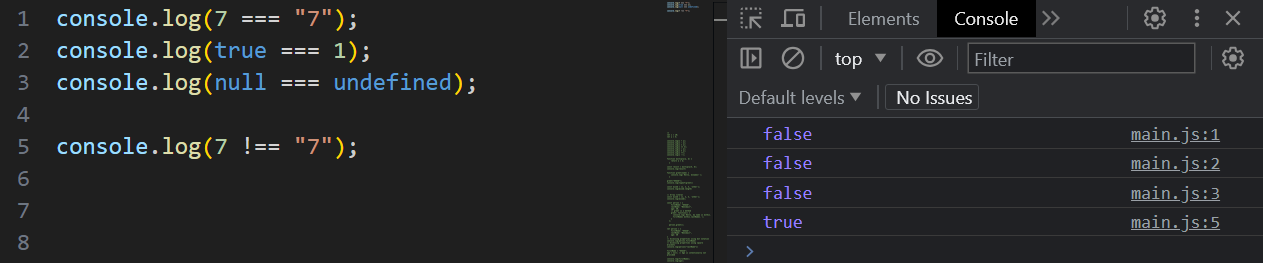 1 console.log(7 === "7");
2 console.log(true === 1);
3 console.log(null === undefined);
4
5 console.log(7 !== "7");
6
7
8
Elements Console
top Filter
Default levels No Issues
false main.js:1
false main.js:2
false main.js:3
true main.js:5